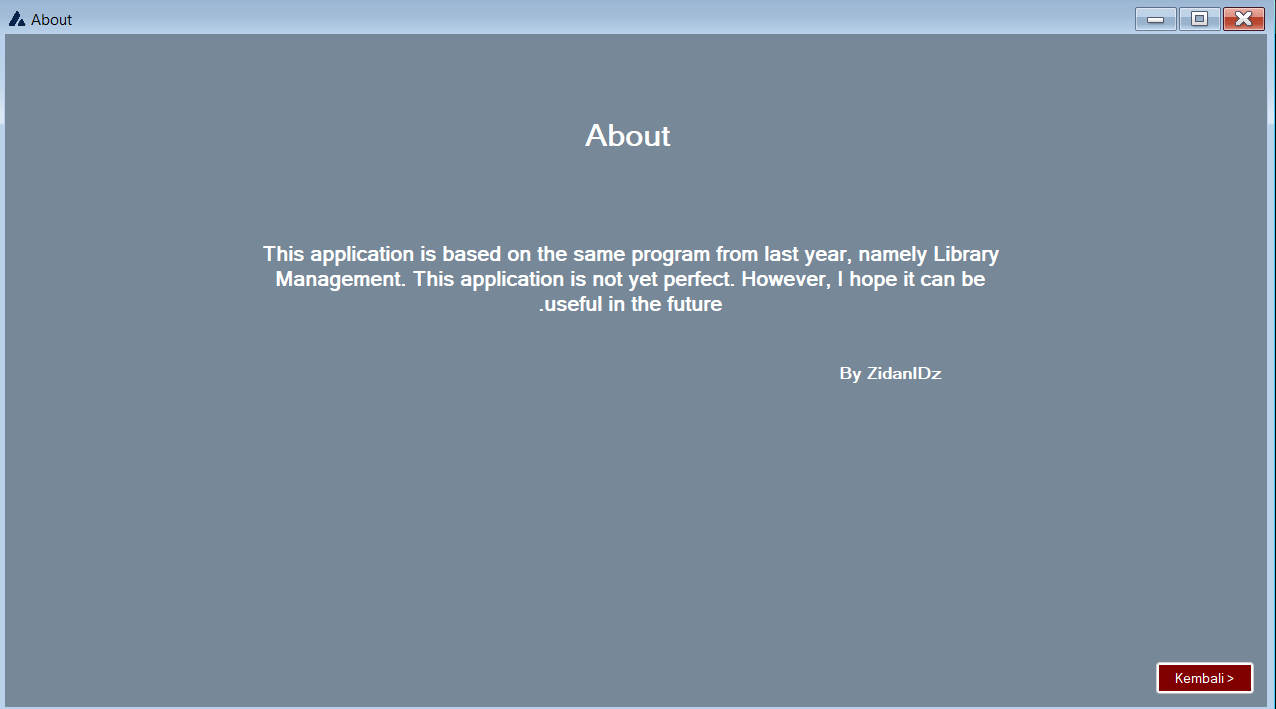 About
About
This application is based on the same program from last year, namely Library
Management. This application is not yet perfect. However, I hope it can be
.useful in the future
By ZidanIDz
Kembali >